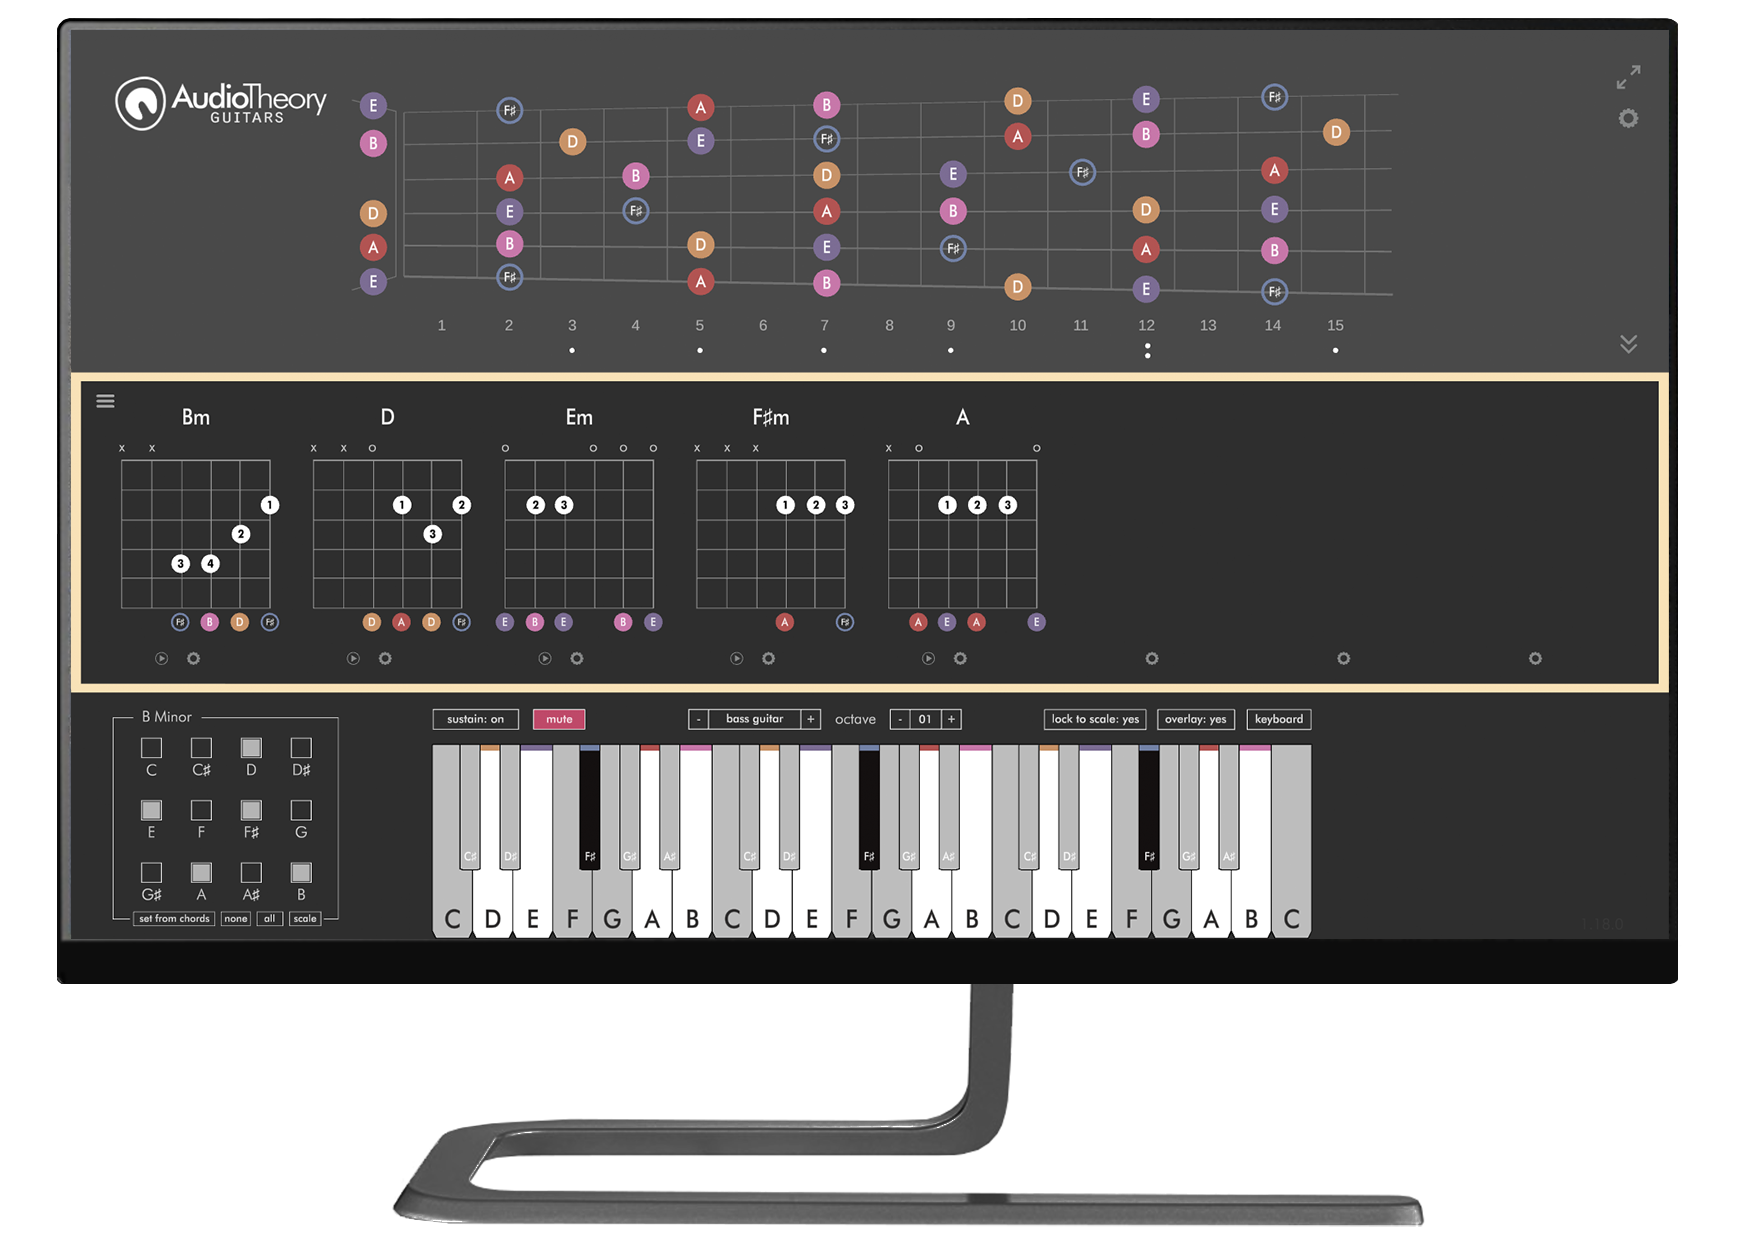 AudioTheory
GUITARS
E F♯ A B D E F♯
B D E F♯ A B D
A B D E F♯ A
D E F♯ A B D E
A B D E F♯ A B
E F♯ A B D E F♯
1 2 3 4 5 6 7 8 9 10 11 12 13 14 15
Bm D Em F♯m A
x x x x o o o o o x x x x o o
1 1 2 2 3 1 2 3 1 2 3
2 3
3 4
F♯ B D F♯ D A D F♯ E B E B E A F♯ A E A E
B Minor
C C♯ D D♯
E F F♯ G
G♯ A A♯ B
set from chords none all scale
sustain: on mute - bass guitar + octave - 01 + lock to scale: yes overlay: yes keyboard
C♯ D♯ F♯ G♯ A♯ C♯ D♯ F♯ G♯ A♯ C♯ D♯ F♯ G♯ A♯
C D E F G A B C D E F G A B C D E F G A B C
1.18.0